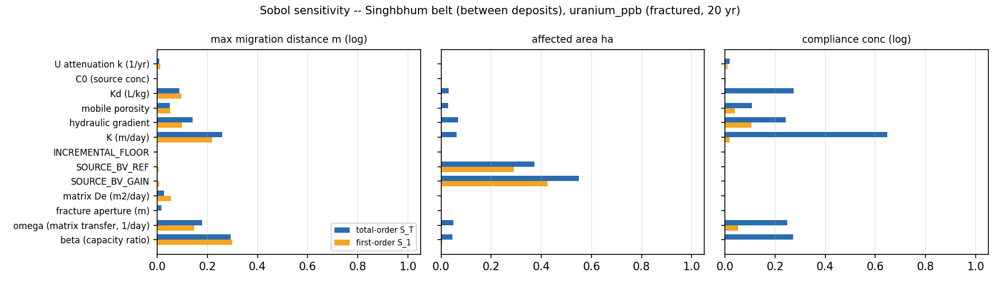 Sobol sensitivity -- Singhbhum belt (between deposits), uranium_ppb (fractured, 20 yr)
max migration distance m (log)
affected area ha
compliance conc (log)
U attenuation k (1/yr)
C0 (source conc)
Kd (L/kg)
mobile porosity
hydraulic gradient
K (m/day)
INCREMENTAL_FLOOR
SOURCE_BV_REF
SOURCE_BV_GAIN
matrix De (m2/day)
fracture aperture (m)
omega (matrix transfer, 1/day)
beta (capacity ratio)
total-order S_T
first-order S_1
0.0 0.2 0.4 0.6 0.8 1.0
0.0 0.2 0.4 0.6 0.8 1.0
0.0 0.2 0.4 0.6 0.8 1.0